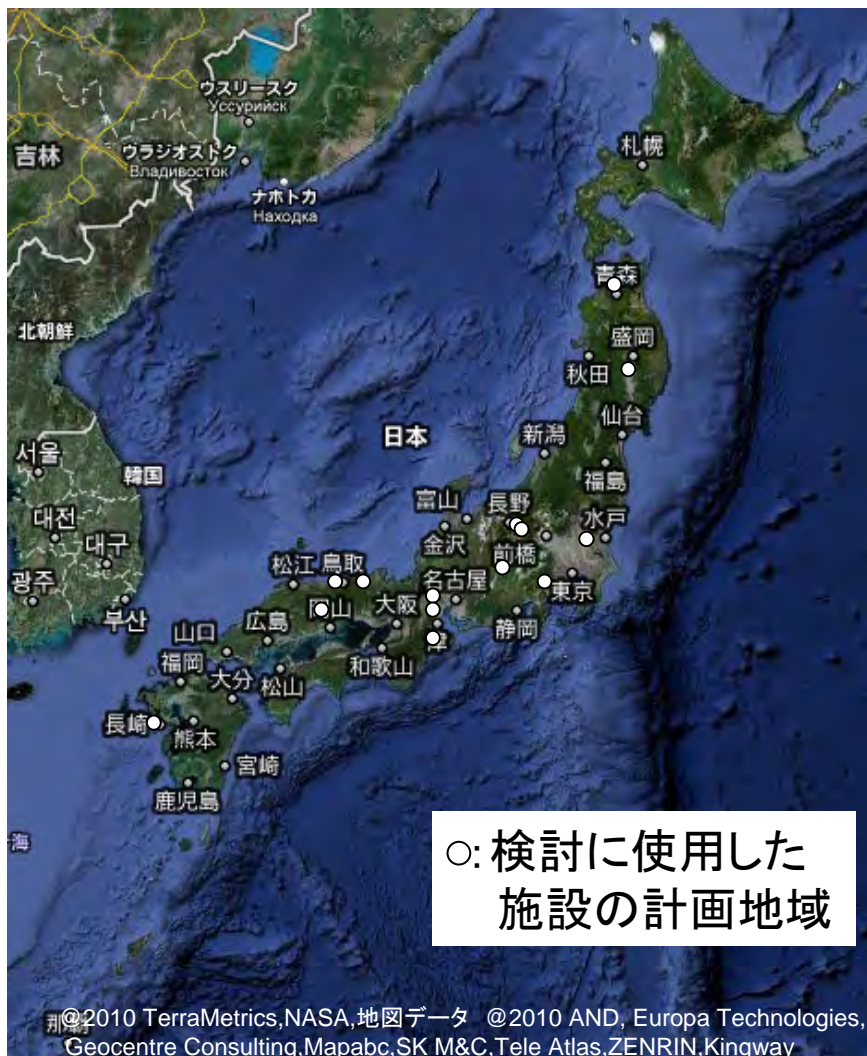 ウスリースク
Уссурийск
吉林
ウラジオストク
Владивосток
札幌
ナホトカ
Находка
青森
北朝鮮
盛岡
秋田
仙台
日本
新潟
서울
韓国
福島
富山
長野
水戸
대전
金沢
대구
前橋
松江
鳥取
名古屋
東京
광주
부산
広島
岡山
大阪
津
静岡
山口
和歌山
福岡
大分
松山
長崎
熊本
宮崎
鹿児島
海
○:検討に使用した
施設の計画地域
那覇
@2010 TerraMetrics,NASA,地図データ @2010 AND, Europa Technologies,
Geocentre Consulting,Mapabc,SK M&C,Tele Atlas,ZENRIN,Kingway